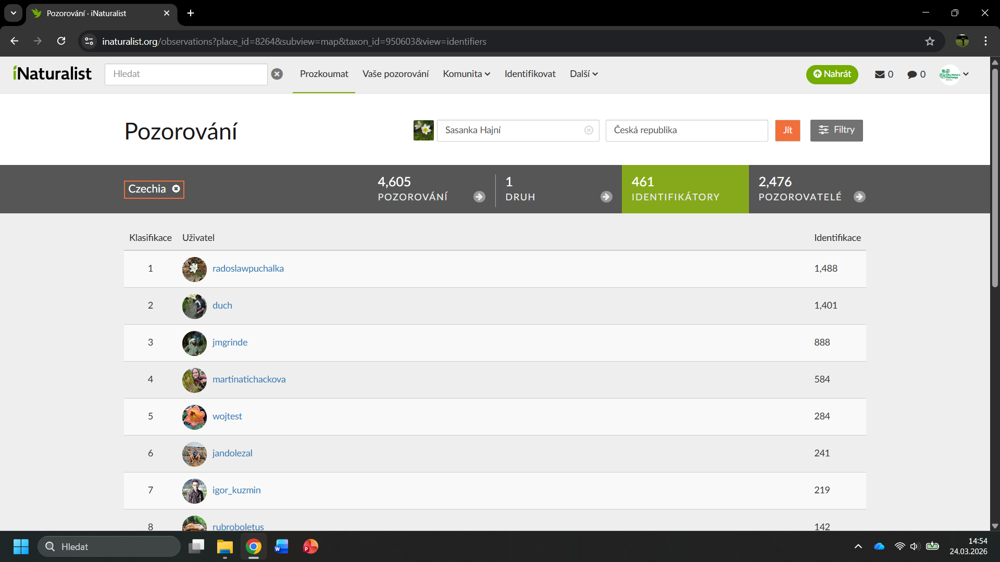 Pozorování · iNaturalist
inaturalist.org/observations?place_id=8264&subview=map&taxon_id=950603&view=identifiers
iNaturalist
Hledat
Prozkoumat
Vaše pozorování
Komunita
Identifikovat
Další
Nahrát
0
0
Pozorování
Sasanka Hajní
Česká republika
Jít
Filtry
Czechia
4,605
POZOROVÁNÍ
1
DRUH
461
IDENTIFIKÁTORY
2,476
POZOROVATELÉ
Klasifikace Uživatel Identifikace
1 radoslawpuchalka 1,488
2 duch 1,401
3 jmgrinde 888
4 martinatichackova 584
5 wojtest 284
6 jandolezal 241
7 igor_kuzmin 219
8 rubroboletus 142
Hledat
14:54
24.03.2026